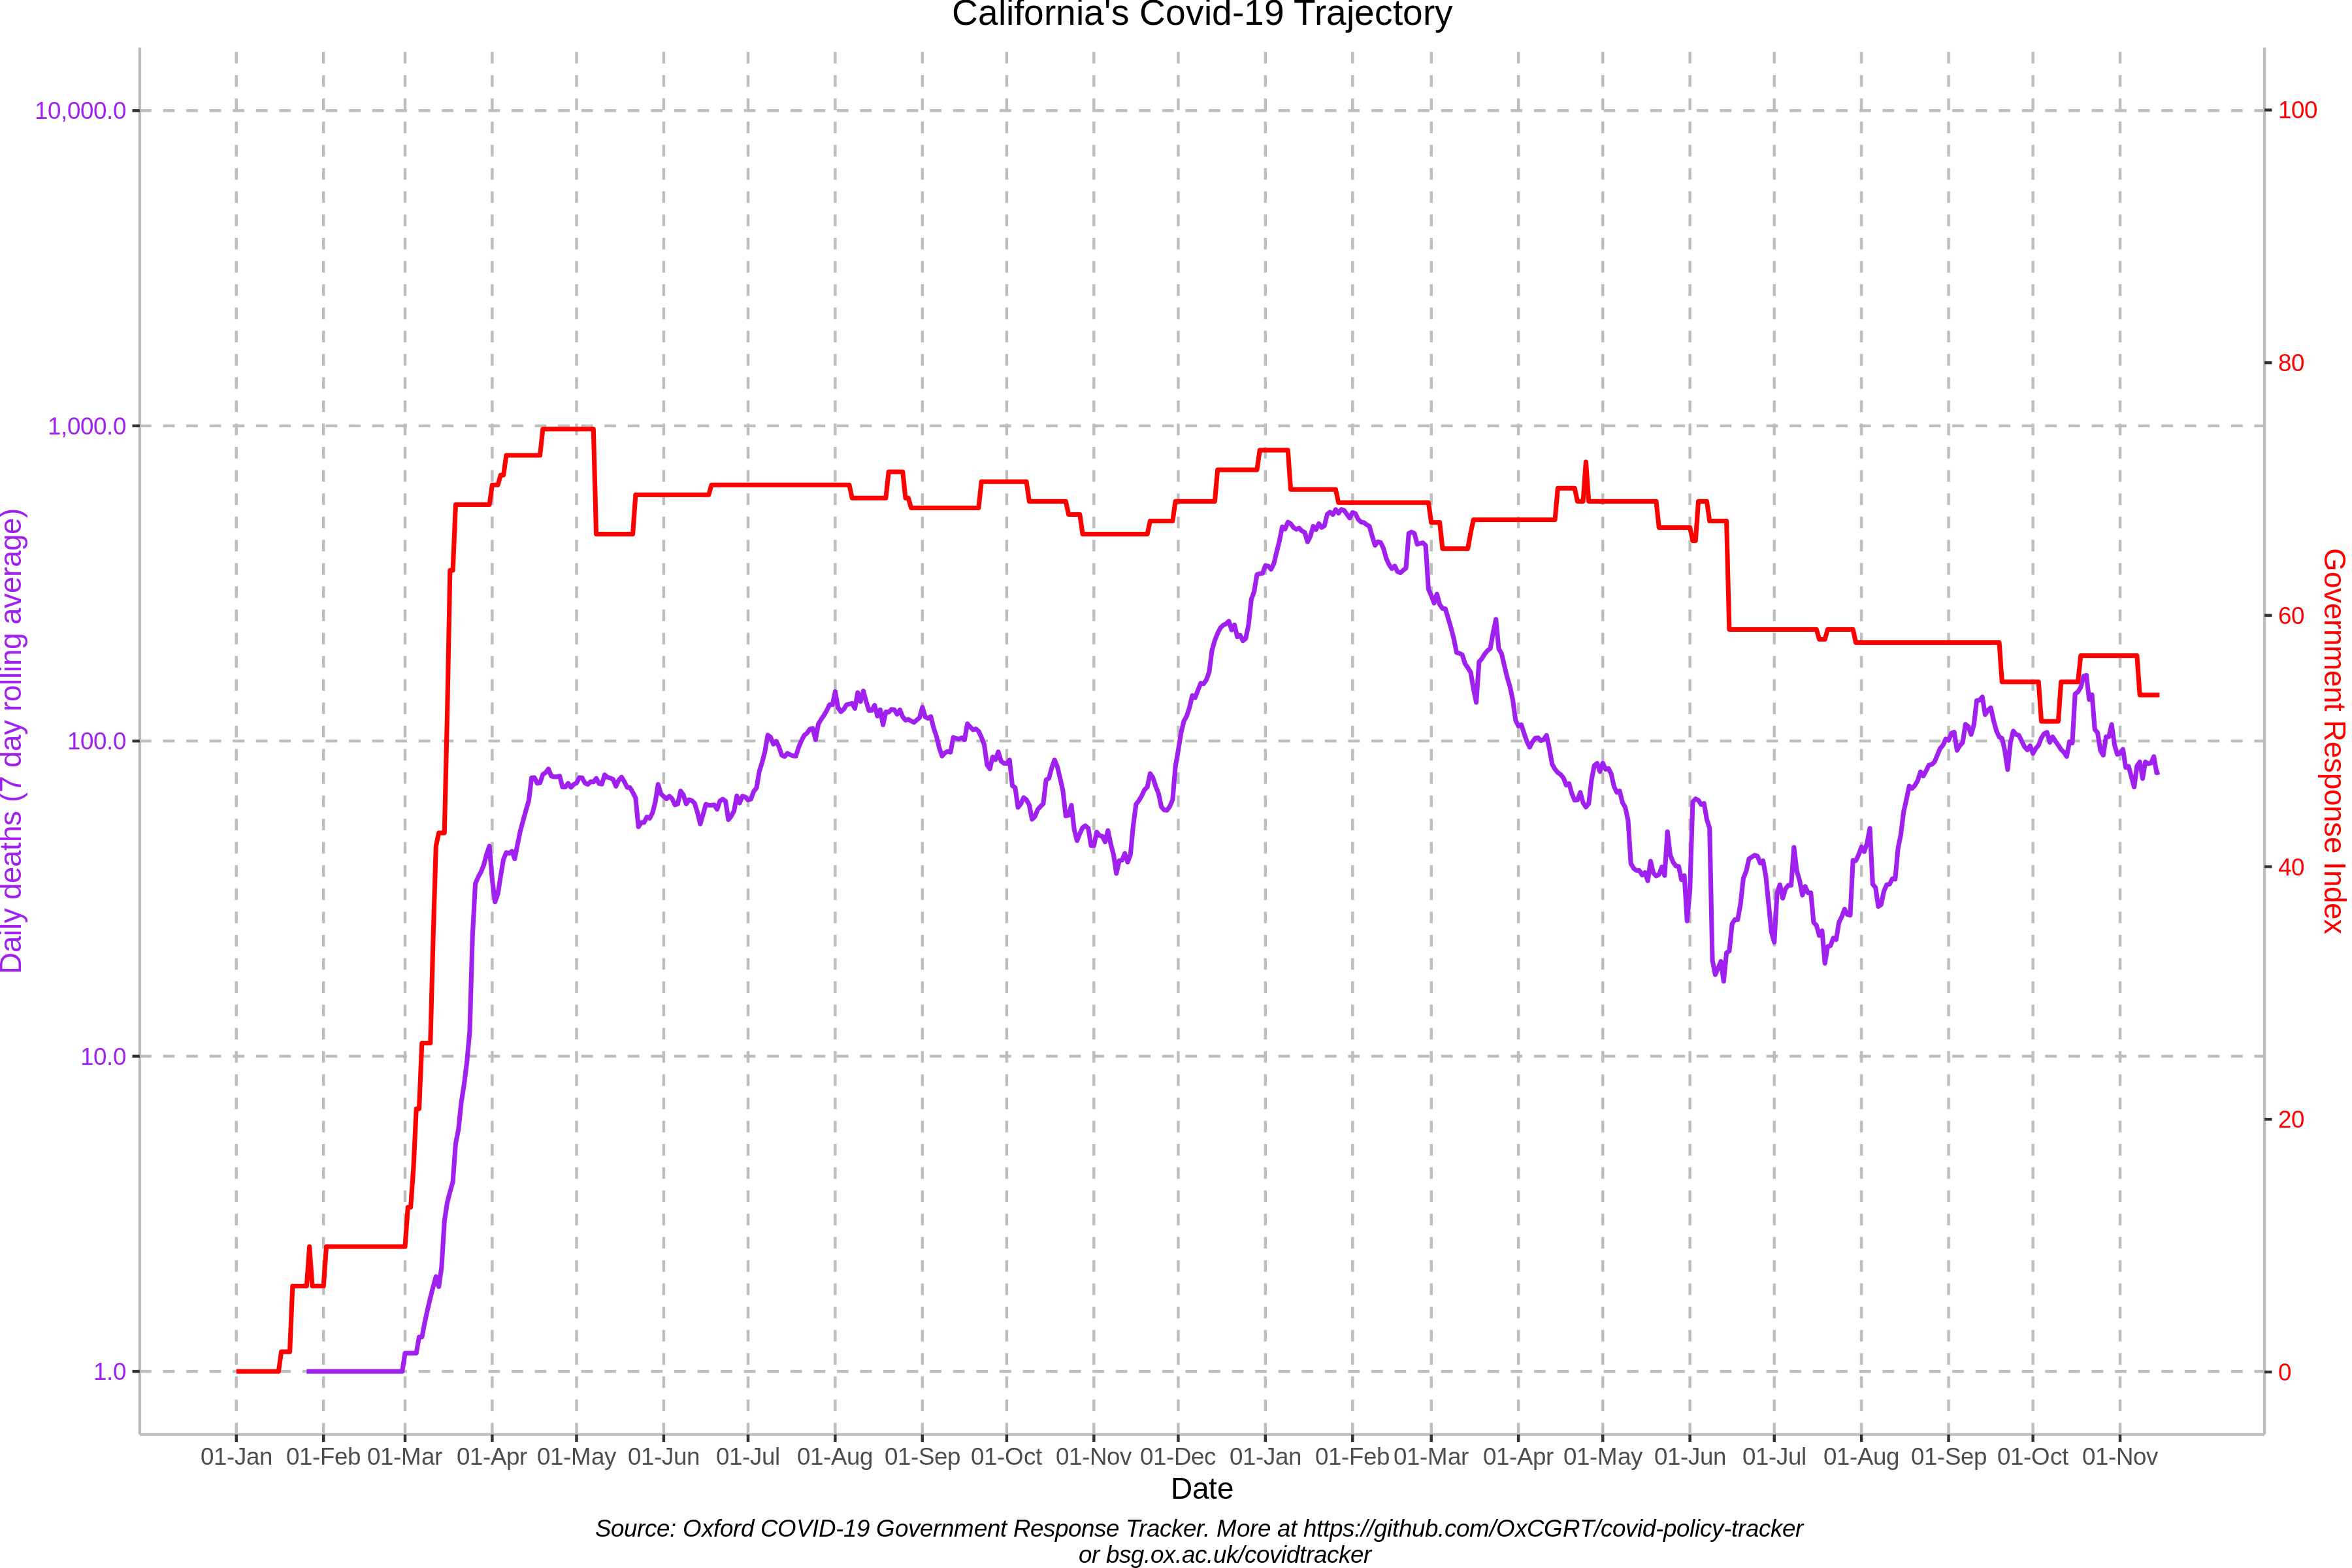 California's Covid-19 Trajectory
10,000.0
1,000.0
100.0
10.0
1.0
Daily deaths (7 day rolling average)
100
80
60
40
20
0
Government Response Index
01-Jan 01-Feb 01-Mar 01-Apr 01-May 01-Jun 01-Jul 01-Aug 01-Sep 01-Oct 01-Nov 01-Dec 01-Jan 01-Feb 01-Mar 01-Apr 01-May 01-Jun 01-Jul 01-Aug 01-Sep 01-Oct 01-Nov
Date
Source: Oxford COVID-19 Government Response Tracker. More at https://github.com/OxCGRT/covid-policy-tracker
or bsg.ox.ac.uk/covidtracker